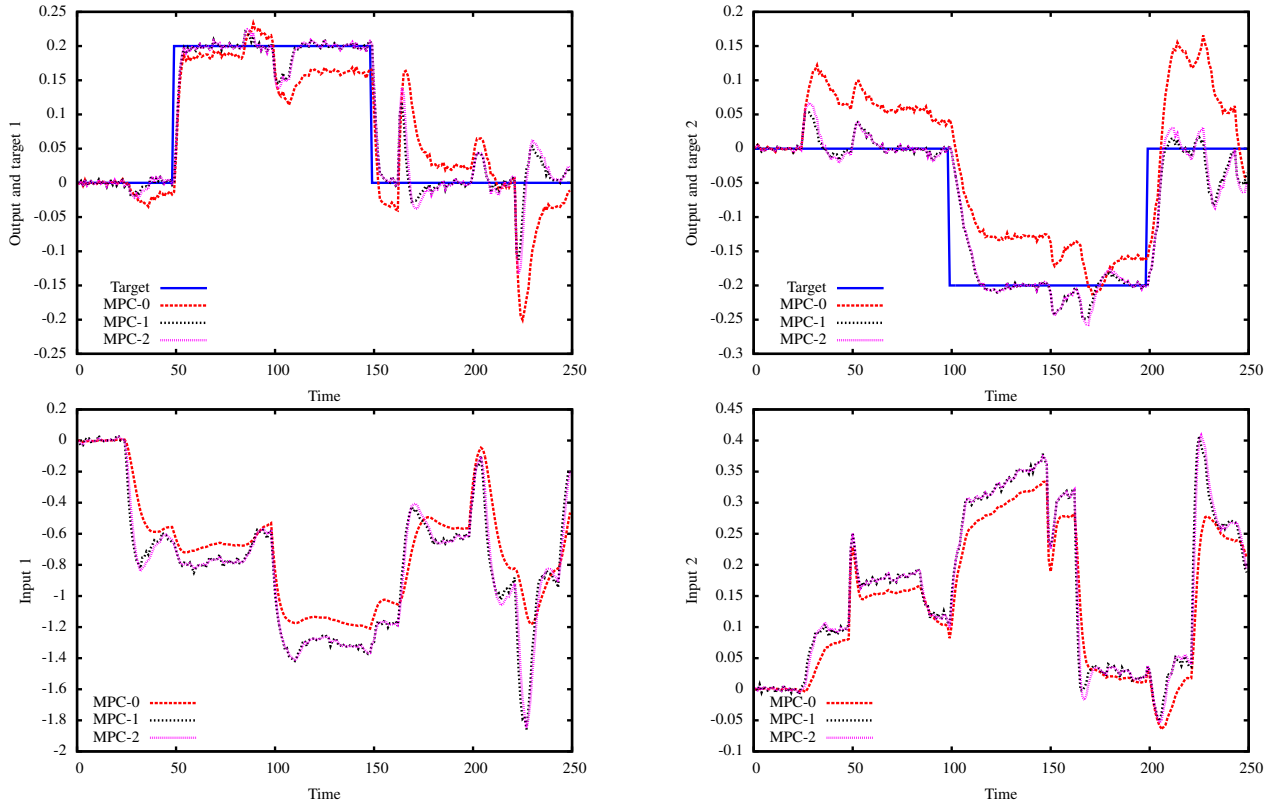 Output and target 1
0.25
0.2
0.15
0.1
0.05
0
-0.05
-0.1
-0.15
-0.2
-0.25
Target
MPC-0
MPC-1
MPC-2
0 50 100 150 200 250
Time
Output and target 2
0.2
0.15
0.1
0.05
0
-0.05
-0.1
-0.15
-0.2
-0.25
-0.3
Target
MPC-0
MPC-1
MPC-2
0 50 100 150 200 250
Time
Input 1
0.2
0
-0.2
-0.4
-0.6
-0.8
-1
-1.2
-1.4
-1.6
-1.8
-2
MPC-0
MPC-1
MPC-2
0 50 100 150 200 250
Time
Input 2
0.45
0.4
0.35
0.3
0.25
0.2
0.15
0.1
0.05
0
-0.05
-0.1
MPC-0
MPC-1
MPC-2
0 50 100 150 200 250
Time